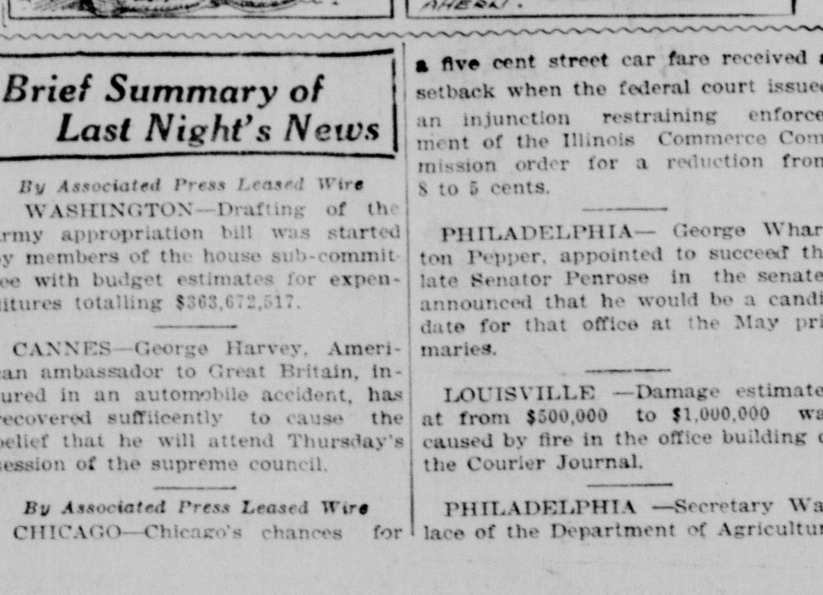 AHERN.
Brief Summary of
Last Night's News
By Associated Press Leased Wire
WASHINGTON—Drafting of the
rmy appropriation bill was started
y members of the house sub-commit-
ee with budget estimates for expen-
itures totalling $363,672,517.
CANNES—George Harvey, Ameri-
an ambassador to Great Britain, in-
ured in an automobile accident, has
recovered suffiicently to cause the
belief that he will attend Thursday's
session of the supreme council.
By Associated Press Leased Wire
CHICAGO—Chicago's chances for
a five cent street car fare received
setback when the federal court issue
an injunction restraining enforce
ment of the Illinois Commerce Com
mission order for a reduction from
8 to 5 cents.
PHILADELPHIA— George Whar
ton Pepper, appointed to succeed th
late Senator Penrose in the senate
announced that he would be a candi
date for that office at the May pri
maries.
LOUISVILLE —Damage estimate
at from $500,000 to $1,000,000 wa
caused by fire in the office building o
the Courier Journal.
PHILADELPHIA —Secretary Wa
lace of the Department of Agricultur